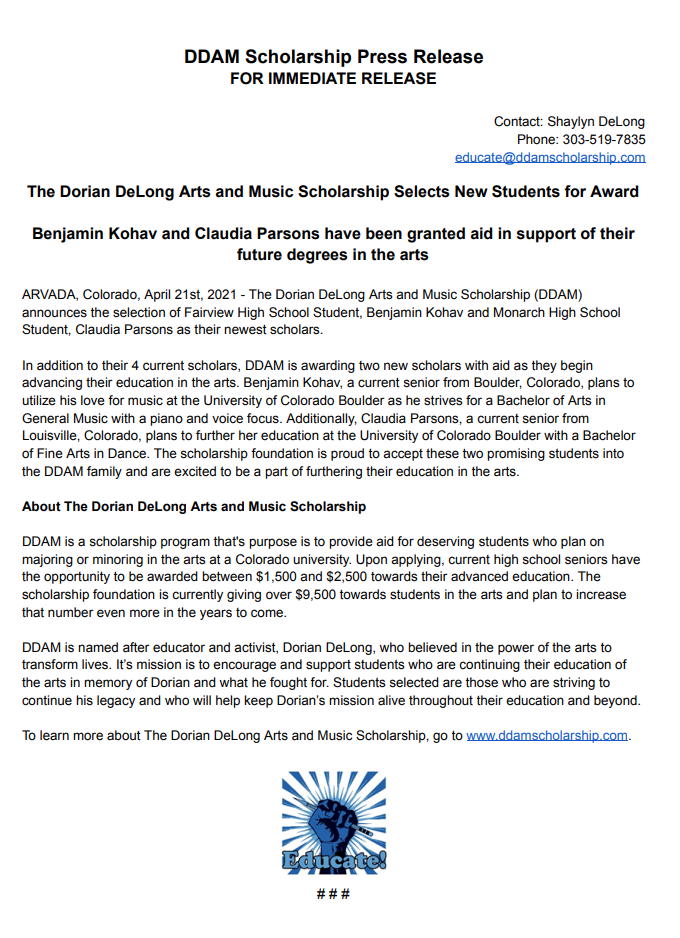 DDAM Scholarship Press Release
FOR IMMEDIATE RELEASE
Contact: Shaylyn DeLong
Phone: 303-519-7835
educate@ddamscholarship.com
The Dorian DeLong Arts and Music Scholarship Selects New Students for Award
Benjamin Kohav and Claudia Parsons have been granted aid in support of their
future degrees in the arts
ARVADA, Colorado, April 21st, 2021 - The Dorian DeLong Arts and Music Scholarship (DDAM)
announces the selection of Fairview High School Student, Benjamin Kohav and Monarch High School
Student, Claudia Parsons as their newest scholars.
In addition to their 4 current scholars, DDAM is awarding two new scholars with aid as they begin
advancing their education in the arts. Benjamin Kohav, a current senior from Boulder, Colorado, plans to
utilize his love for music at the University of Colorado Boulder as he strives for a Bachelor of Arts in
General Music with a piano and voice focus. Additionally, Claudia Parsons, a current senior from
Louisville, Colorado, plans to further her education at the University of Colorado Boulder with a Bachelor
of Fine Arts in Dance. The scholarship foundation is proud to accept these two promising students into
the DDAM family and are excited to be a part of furthering their education in the arts.
About The Dorian DeLong Arts and Music Scholarship
DDAM is a scholarship program that's purpose is to provide aid for deserving students who plan on
majoring or minoring in the arts at a Colorado university. Upon applying, current high school seniors have
the opportunity to be awarded between $1,500 and $2,500 towards their advanced education. The
scholarship foundation is currently giving over $9,500 towards students in the arts and plan to increase
that number even more in the years to come.
DDAM is named after educator and activist, Dorian DeLong, who believed in the power of the arts to
transform lives. It's mission is to encourage and support students who are continuing their education of
the arts in memory of Dorian and what he fought for. Students selected are those who are striving to
continue his legacy and who will help keep Dorian's mission alive throughout their education and beyond.
To learn more about The Dorian DeLong Arts and Music Scholarship, go to www.ddamscholarship.com.
Educate!
# # #